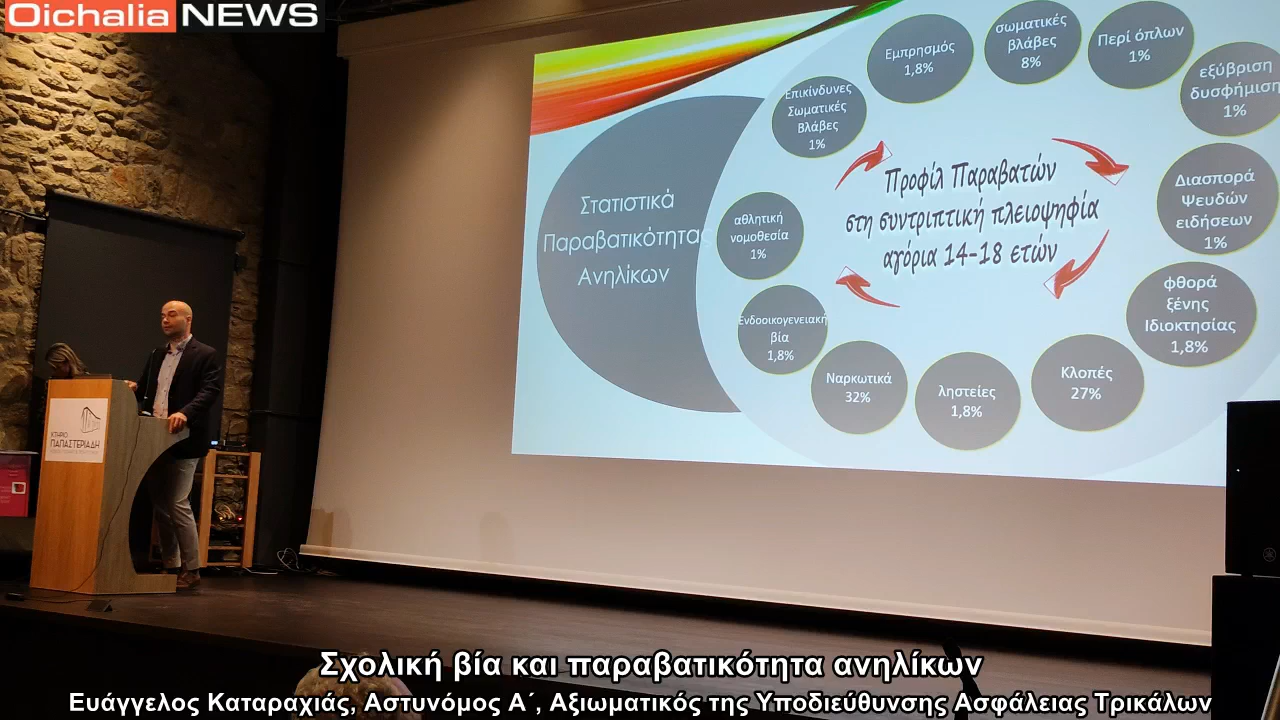 Oichalia NEWS
Εμπρησμός
1,8%
σωματικές
βλάβες
8%
Περί όπλων
1%
εξύβριση
δυσφήμιση
1%
Επικίνδυνες
Σωματικές
Βλάβες
1%
Στατιστικά
Παραβατικότητας
Ανηλίκων
Προφίλ Παραβατών
στη συντριπτική πλειοψηφία
αγόρια 14-18 ετών
Διασπορά
Ψευδών
ειδήσεων
1%
αθλητική
νομοθεσία
1%
φθορά
ξένης
Ιδιοκτησίας
1,8%
Ενδοοικογενειακή
βία
1,8%
Ναρκωτικά
32%
ληστείες
1,8%
Κλοπές
27%
ΚΤΗΡΙΟ
ΠΑΠΑΣΤΕΡΙΑΔΗ
Σχολική βία και παραβατικότητα ανηλίκων
Ευάγγελος Καταραχιάς, Αστυνόμος Α΄, Αξιωματικός της Υποδιεύθυνσης Ασφάλειας Τρικάλων